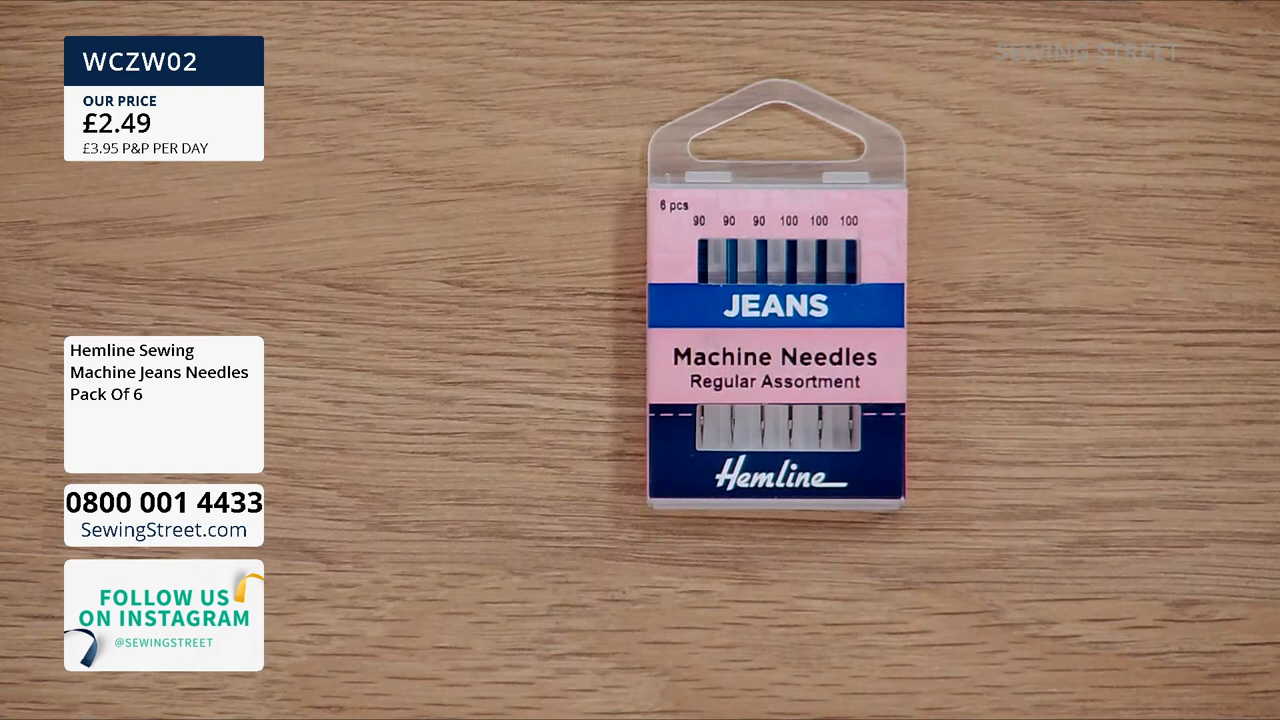 WCZW02
OUR PRICE
£2.49
£3.95 P&P PER DAY
Hemline Sewing
Machine Jeans Needles
Pack Of 6
0800 001 4433
SewingStreet.com
FOLLOW US
ON INSTAGRAM
@SEWINGSTREET
SEWING STREET
6 pcs
90 90 90 100 100 100
JEANS
Machine Needles
Regular Assortment
Hemline